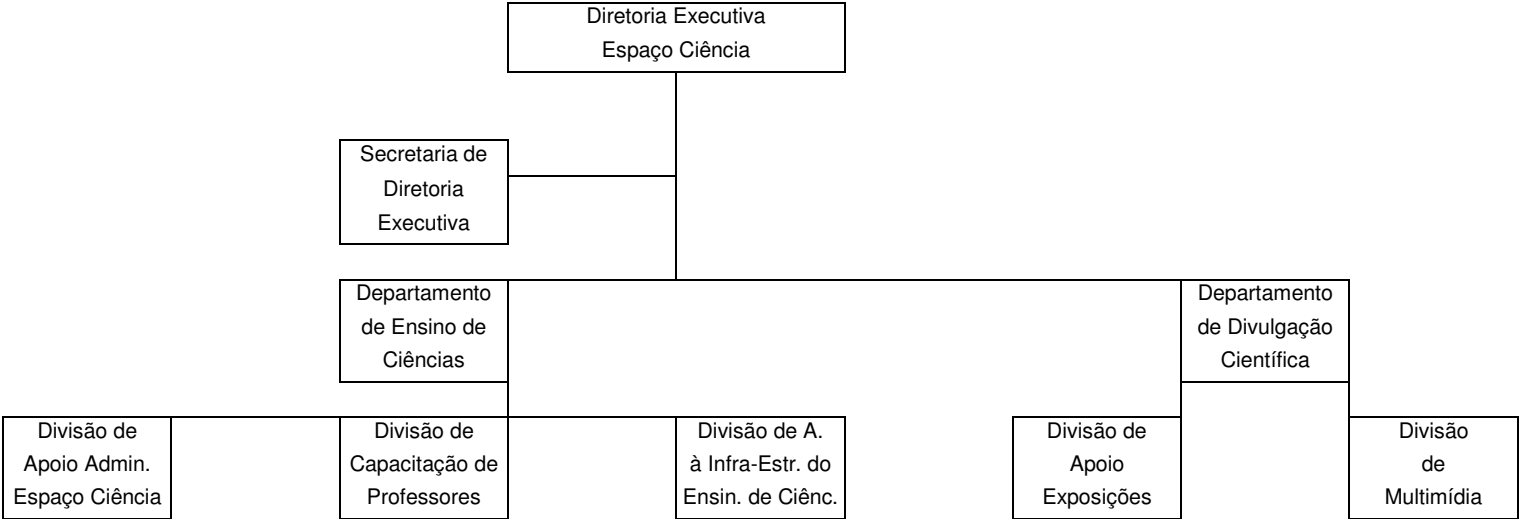 Diretoria Executiva
Espaço Ciência
Secretaria de
Diretoria
Executiva
Departamento
de Ensino de
Ciências
Departamento
de Divulgação
Científica
Divisão de
Apoio Admin.
Espaço Ciência
Divisão de
Capacitação de
Professores
Divisão de A.
à Infra-Estr. do
Ensin. de Ciênc.
Divisão de
Apoio
Exposições
Divisão
de
Multimídia